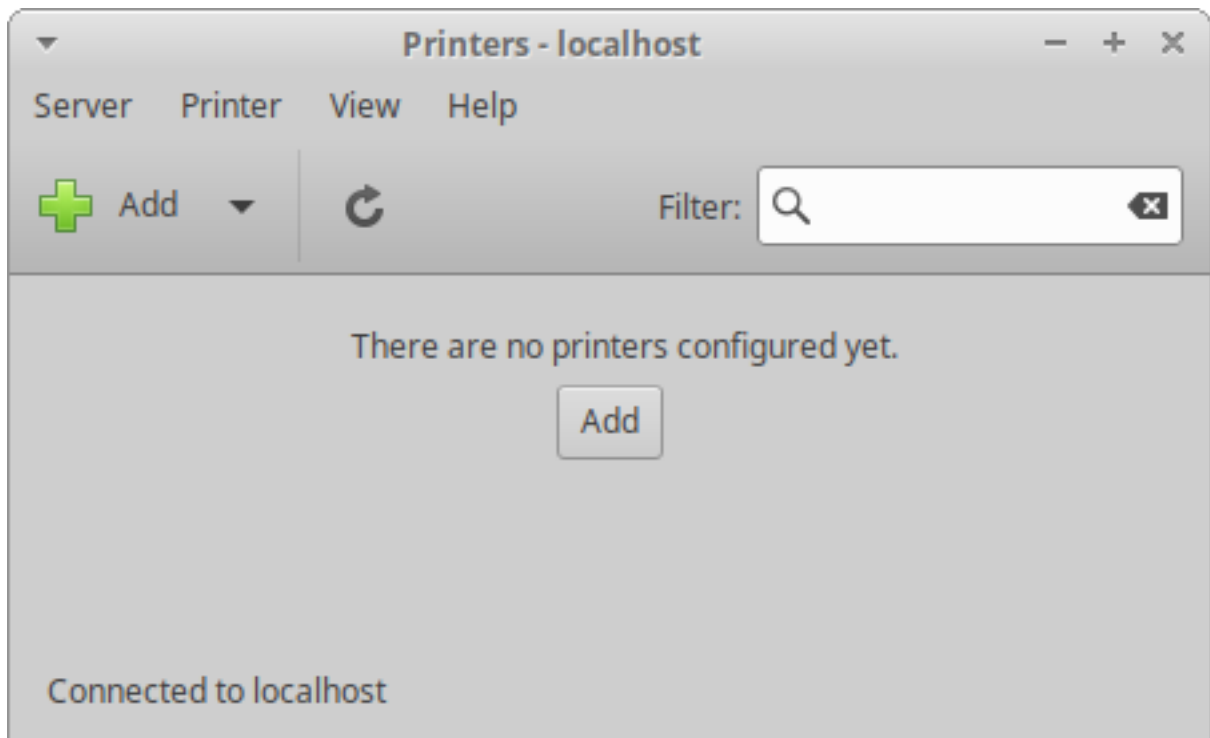 Printers - localhost
Server Printer View Help
Add Filter:
There are no printers configured yet.
Add
Connected to localhost